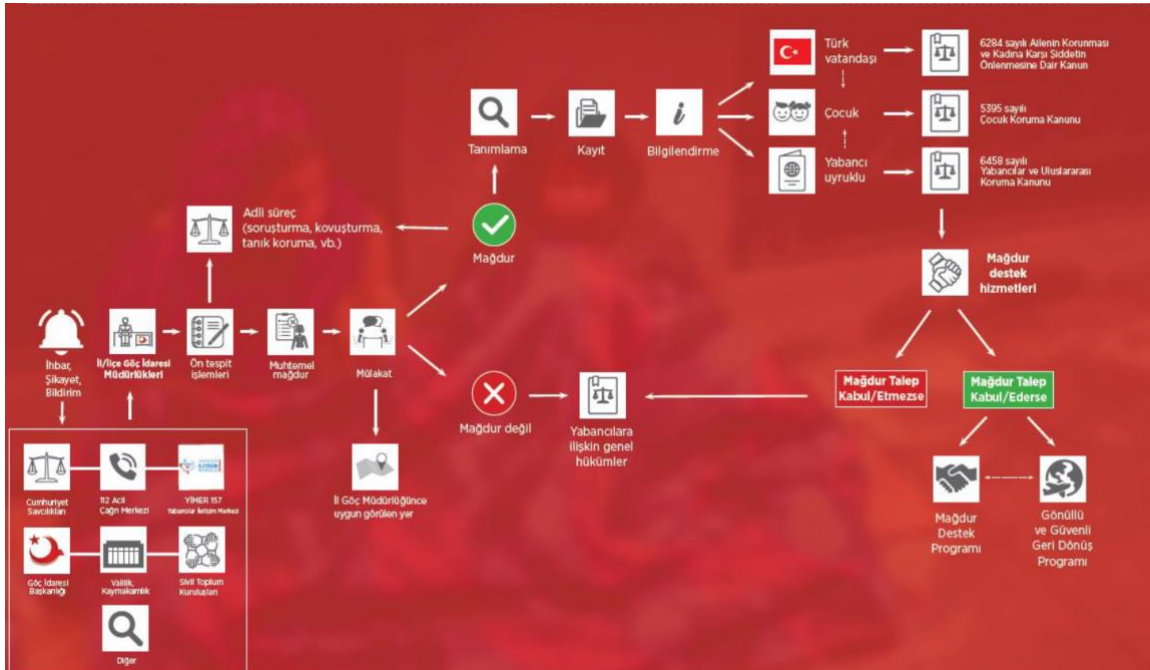 İhbar,
Şikayet,
Bildirim
Cumhuriyet
Savcılıkları
112 Acil
Çağrı Merkezi
YİMER 157
Yabancılar İletişim Merkezi
Göç İdaresi
Başkanlığı
Valilik,
Kaymakamlık
Sivil Toplum
Kuruluşları
Diğer
İl/İlçe Göç İdaresi
Müdürlükleri
Ön tespit
işlemleri
Adli süreç
(soruşturma, kovuşturma,
tanık koruma, vb.)
Muhtemel
mağdur
Mülakat
İl Göç Müdürlüğünce
uygun görülen yer
Mağdur
Mağdur değil
Yabancılara
ilişkin genel
hükümler
Tanımlama
Kayıt
Bilgilendirme
Türk
vatandaşı
6284 sayılı Ailenin Korunması
ve Kadına Karşı Şiddetin
Önlenmesine Dair Kanun
Çocuk
5395 sayılı
Çocuk Koruma Kanunu
Yabancı
uyruklu
6458 sayılı
Yabancılar ve Uluslararası
Koruma Kanunu
Mağdur
destek
hizmetleri
Mağdur Talep
Kabul/Etmezse
Mağdur Talep
Kabul/Ederse
Mağdur
Destek
Programı
Gönüllü
ve Güvenli
Geri Dönüş
Programı